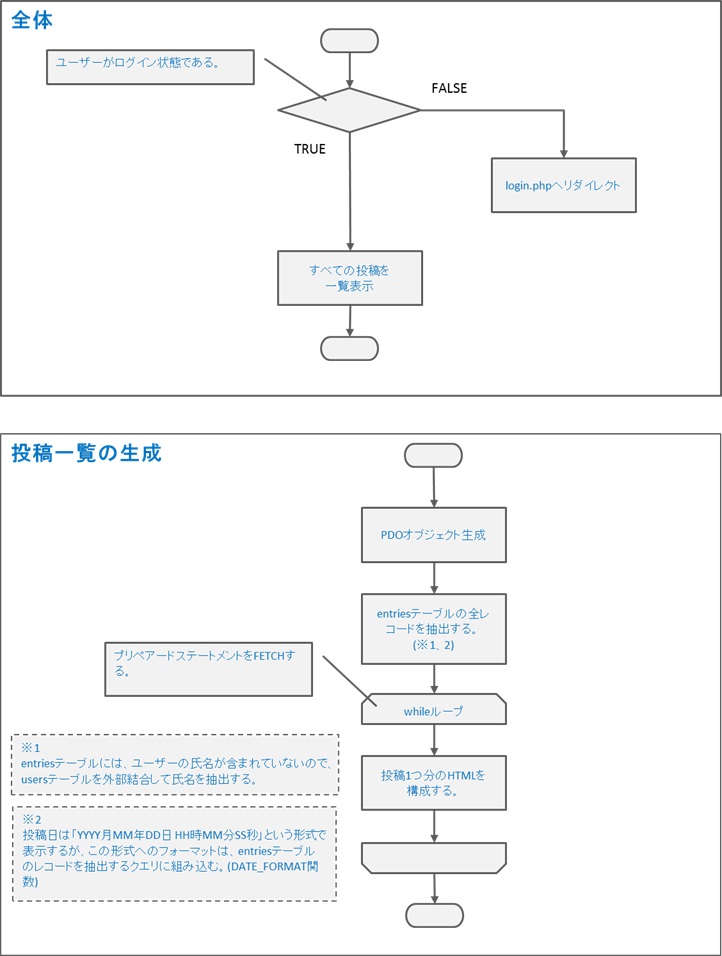 全体
ユーザーがログイン状態である。
FALSE
TRUE
login.phpへリダイレクト
すべての投稿を
一覧表示
投稿一覧の生成
PDOオブジェクト生成
entriesテーブルの全レ
コードを抽出する。
(※1、2)
プリペアードステートメントをFETCHす
る。
whileループ
※1
entriesテーブルには、ユーザーの氏名が含まれていないので、
usersテーブルを外部結合して氏名を抽出する。
投稿1つ分のHTMLを
構成する。
※2
投稿日は「YYYY月MM年DD日 HH時MM分SS秒」という形式で
表示するが、この形式へのフォーマットは、entriesテーブル
のレコードを抽出するクエリに組み込む。(DATE_FORMAT関
数)